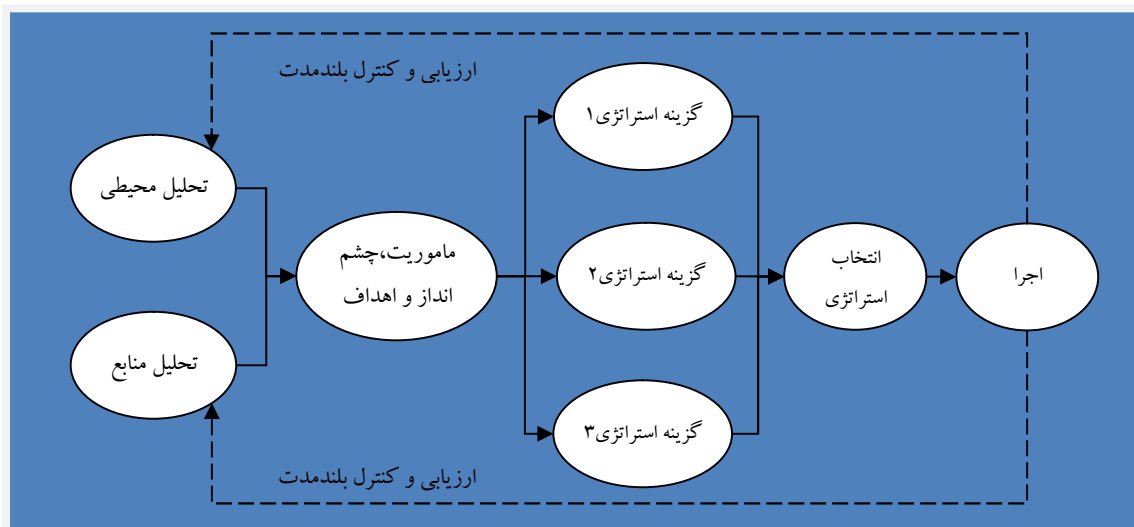 ارزیابی و کنترل بلندمدت
تحلیل محیطی
تحلیل منابع
ماموریت،چشم
انداز و اهداف
گزینه استراتژی۱
گزینه استراتژی۲
گزینه استراتژی۳
انتخاب
استراتژی
اجرا
ارزیابی و کنترل بلندمدت